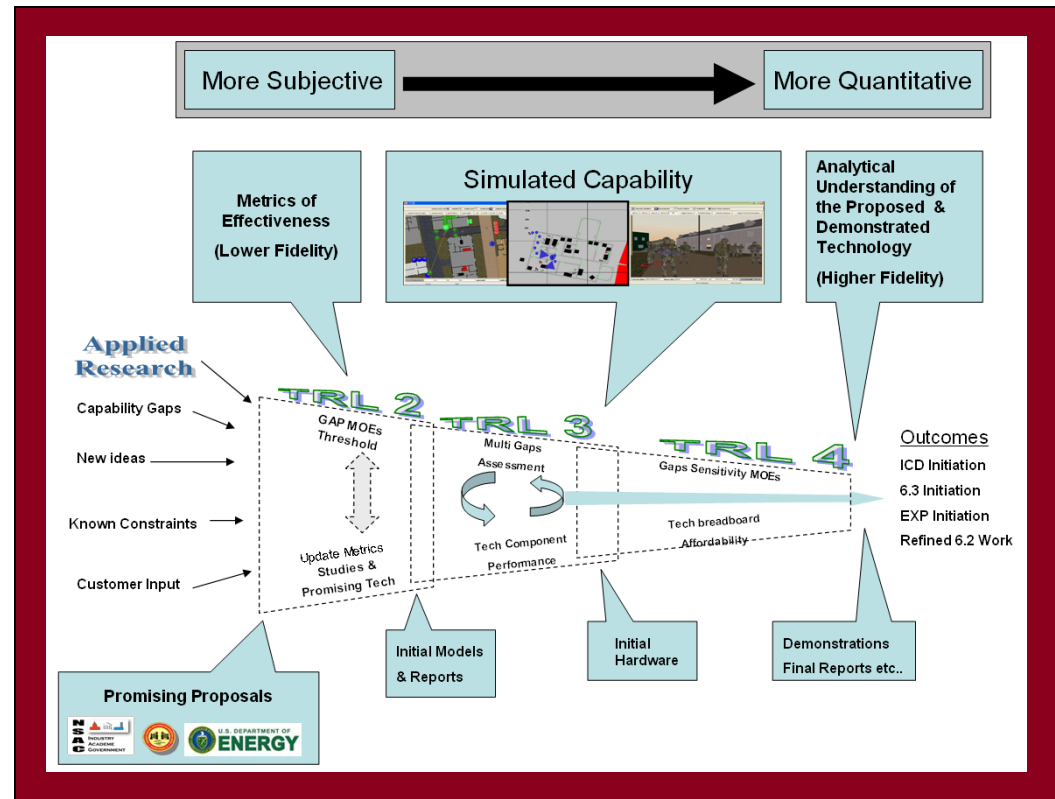 More Subjective
More Quantitative
Metrics of
Effectiveness
(Lower Fidelity)
Simulated Capability
Analytical
Understanding of
the Proposed &
Demonstrated
Technology
(Higher Fidelity)
Applied
Research
Capability Gaps
New ideas
Known Constraints
Customer Input
TRL 2
GAP MOEs
Threshold
Update Metrics
Studies &
Promising Tech
TRL 3
Multi Gaps
Assessment
Tech Component
Performance
TRL 4
Gaps Sensitivity MOEs
Tech breadboard
Affordability
Outcomes
ICD Initiation
6.3 Initiation
EXP Initiation
Refined 6.2 Work
Initial Models
& Reports
Initial
Hardware
Demonstrations
Final Reports etc..
Promising Proposals
NSAC
INDUSTRY
ACADEME
GOVERNMENT
U.S. DEPARTMENT OF
ENERGY